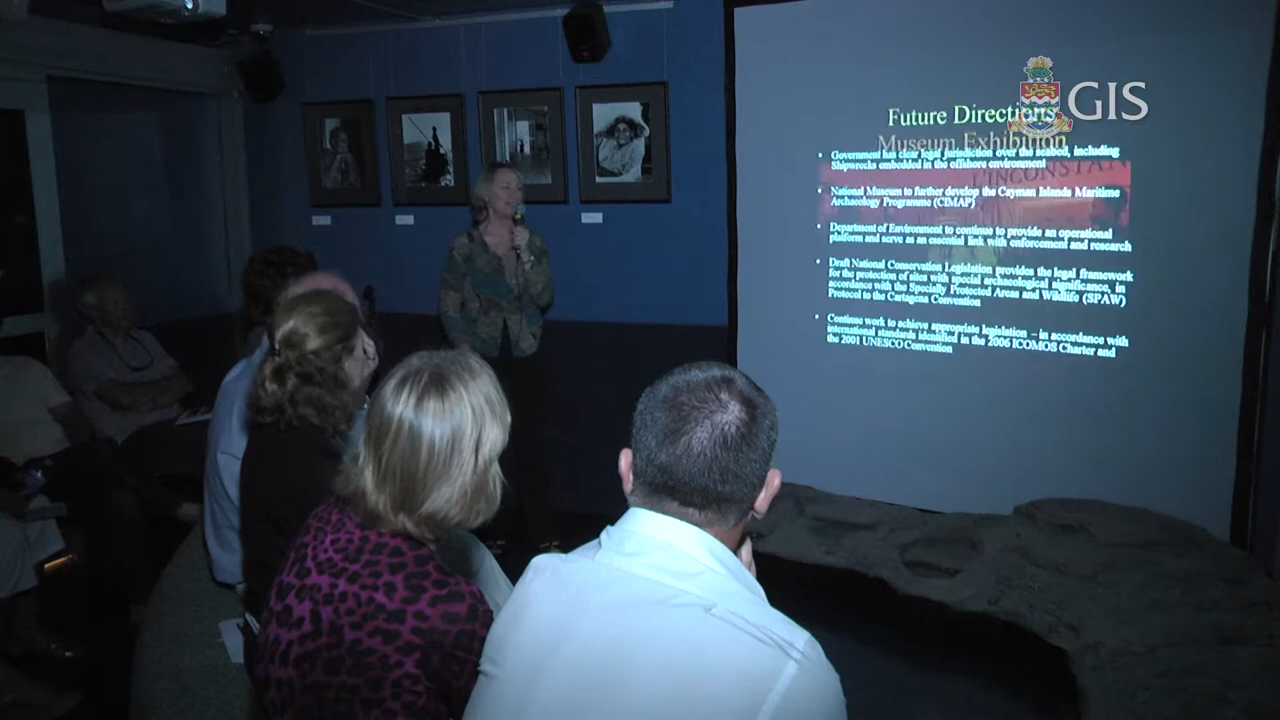 GIS
Future Directions
Museum Exhibition
• Government has clear legal jurisdiction over the seabed, including
Shipwrecks embedded in the offshore environment
L'INCONSTANT
• National Museum to further develop the Cayman Islands Maritime
Archaeology Programme (CIMAP)
• Department of Environment to continue to provide an operational
platform and serve as an essential link with enforcement and research
• Draft National Conservation Legislation provides the legal framework
for the protection of sites with special archaeological significance, in
accordance with the Specially Protected Areas and Wildlife (SPAW)
Protocol to the Cartagena Convention
• Continue work to achieve appropriate legislation – in accordance with
international standards identified in the 2006 ICOMOS Charter and
the 2001 UNESCO Convention